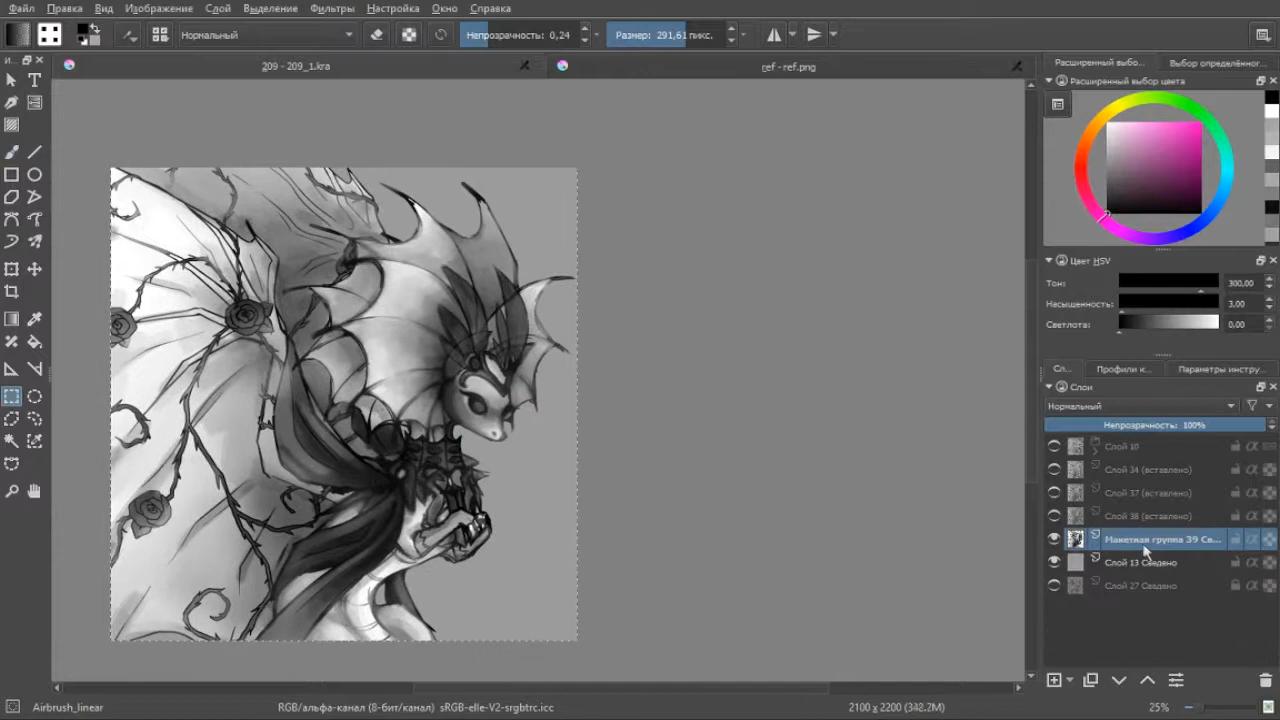 Файл Правка Вид Изображение Слой Выделение Фильтры Настройка Окно Справка
Нормальный Непрозрачность: 0,24 Размер: 291,61 пикс.
И... 209 - 209_1.kra ref - ref.png
Расширенный выбо... Выбор определённог...
Расширенный выбор цвета
Цвет HSV
Тон: 300,00
Насыщенность: 3,00
Светлота: 0,00
Сл... Профили к... Параметры инстру...
Слои
Нормальный
Непрозрачность: 100%
Слой 10
Слой 34 (вставлено)
Слой 37 (вставлено)
Слой 38 (вставлено)
Макетная группа 39 Св...
Слой 13 Сведено
Слой 27 Сведено
Airbrush_linear RGB/альфа-канал (8-бит/канал) sRGB-elle-V2-srgbtrc.icc 2100 x 2200 (342.2M) 25%